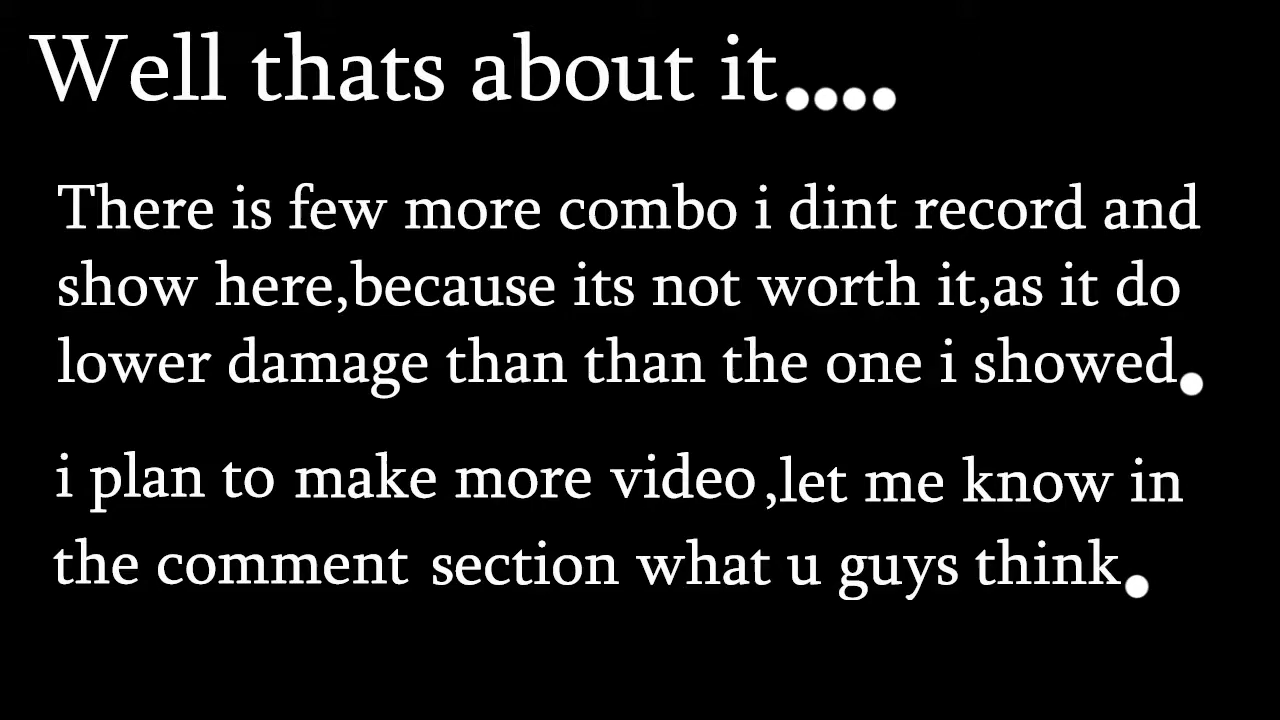 Well thats about it....
There is few more combo i dint record and
show here,because its not worth it,as it do
lower damage than than the one i showed.
i plan to make more video,let me know in
the comment section what u guys think.